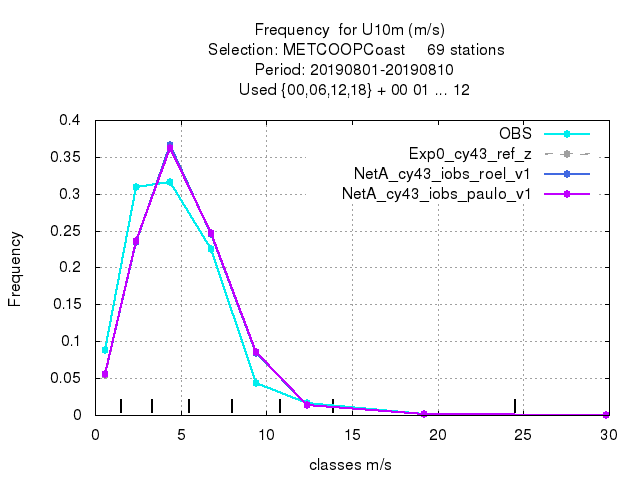 Frequency for U10m (m/s)
Selection: METCOOPCoast 69 stations
Period: 20190801-20190810
Used {00,06,12,18} + 00 01 ... 12
OBS
Exp0_cy43_ref_z
NetA_cy43_iobs_roel_v1
NetA_cy43_iobs_paulo_v1
Frequency
0.4
0.35
0.3
0.25
0.2
0.15
0.1
0.05
0
0 5 10 15 20 25 30
classes m/s